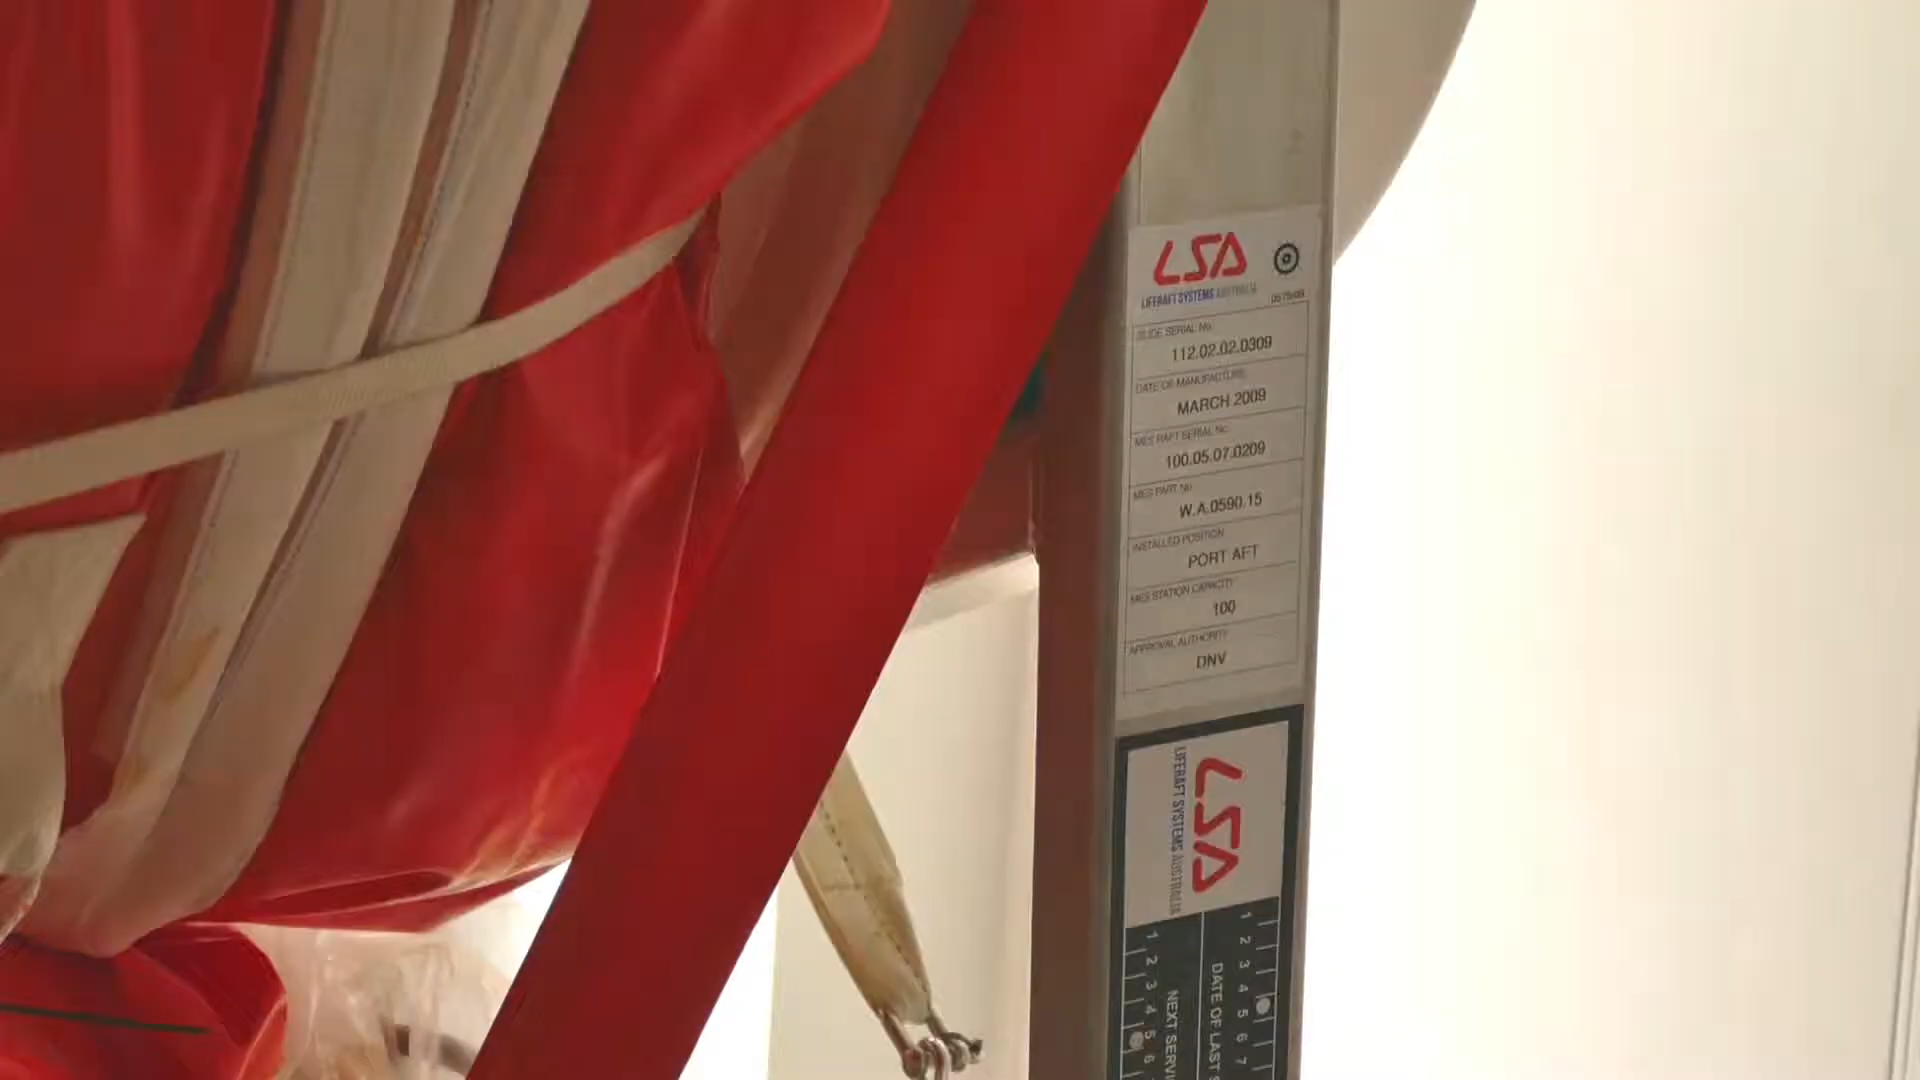 LSA
LIFERAFT SYSTEMS AUSTRALIA
SLIDE SERIAL No.
112.02.02.0309
DATE OF MANUFACTURE
MARCH 2009
MES RAFT SERIAL No.
100.05.07.0209
MES PART No.
W.A.0590.15
INSTALLED POSITION
PORT AFT
MES STATION CAPACITY
100
APPROVAL AUTHORITY
DNV
LSA
LIFERAFT SYSTEMS AUSTRALIA
1 2 3 4 5 6 7
DATE OF LAST S
1 2 3 4 5 6
NEXT SERVI